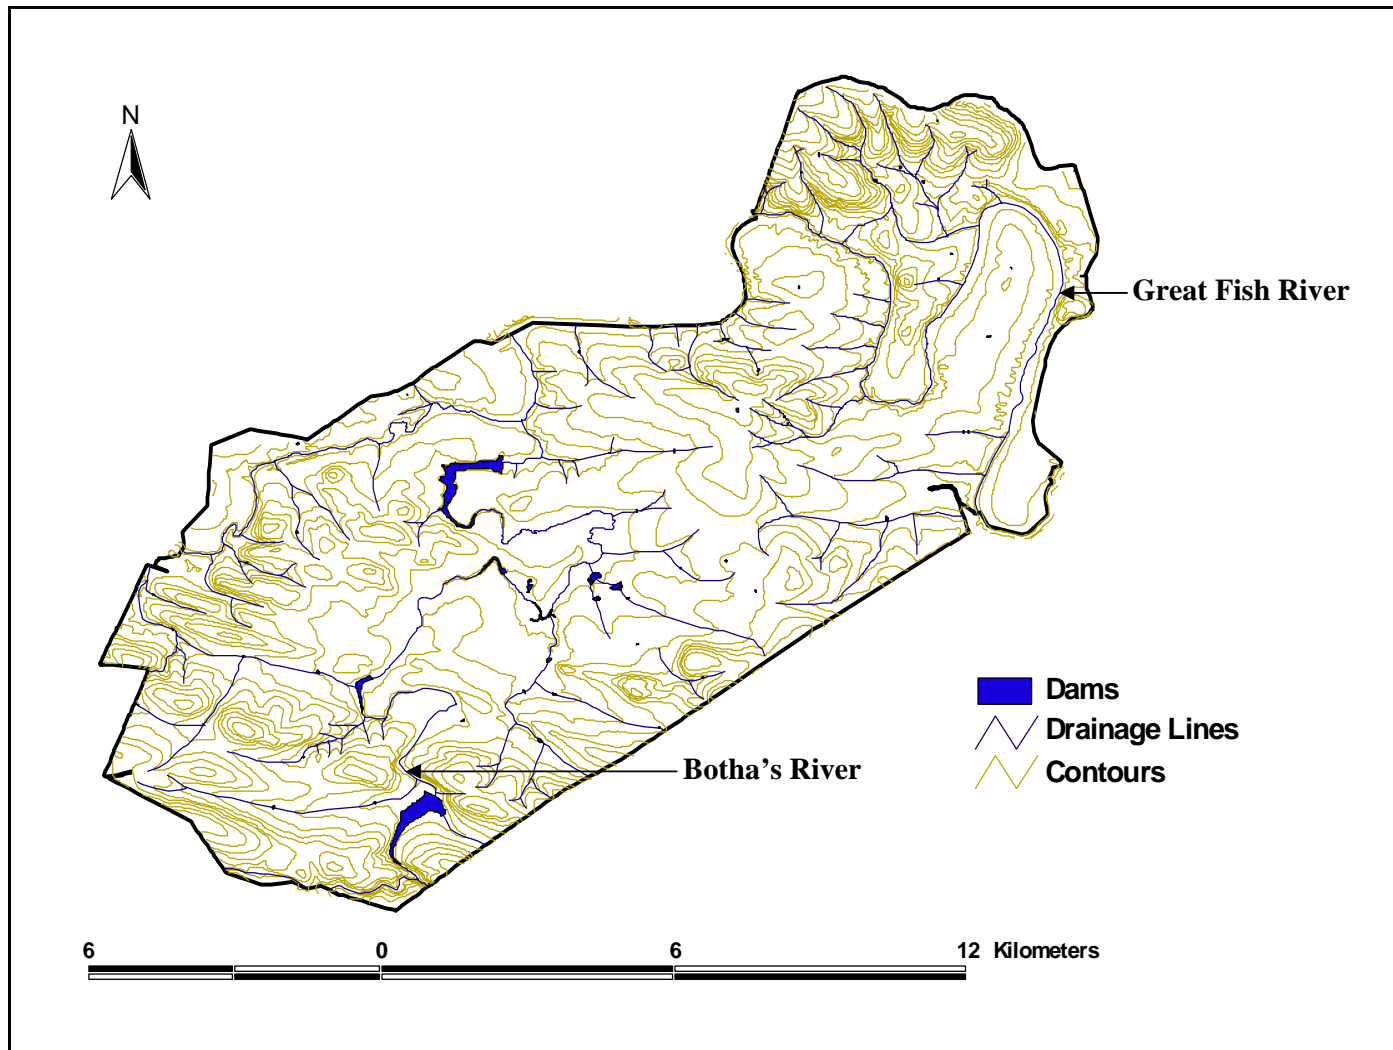 N
Great Fish River
Dams
Drainage Lines
Contours
Botha's River
6 0 6 12 Kilometers